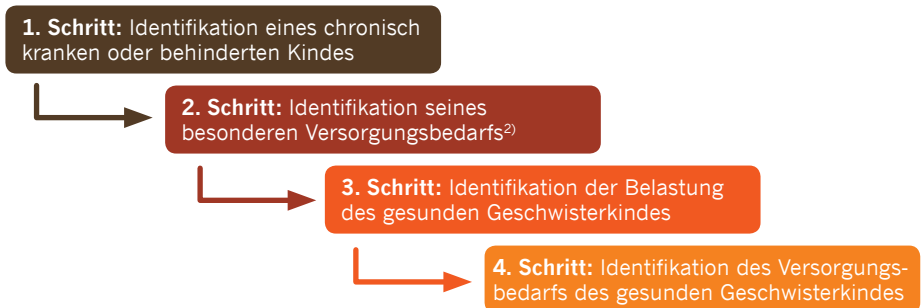 1. Schritt: Identifikation eines chronisch
kranken oder behinderten Kindes
2. Schritt: Identifikation seines
besonderen Versorgungsbedarfs2)
3. Schritt: Identifikation der Belastung
des gesunden Geschwisterkindes
4. Schritt: Identifikation des Versorgungs-
bedarfs des gesunden Geschwisterkindes